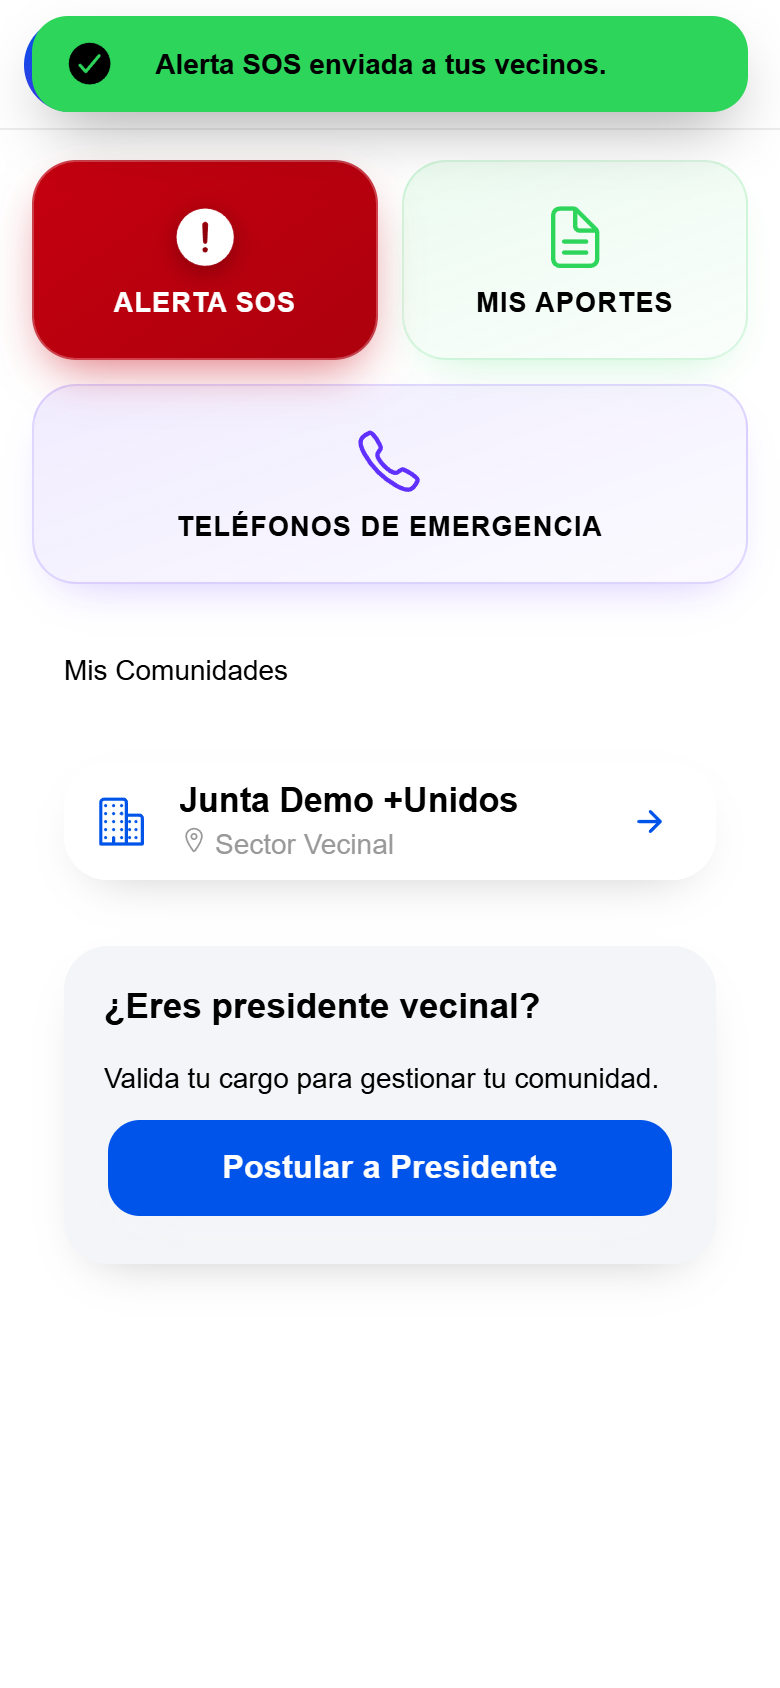 Alerta SOS enviada a tus vecinos.
ALERTA SOS
MIS APORTES
TELÉFONOS DE EMERGENCIA
Mis Comunidades
Junta Demo +Unidos
Sector Vecinal
¿Eres presidente vecinal?
Valida tu cargo para gestionar tu comunidad.
Postular a Presidente